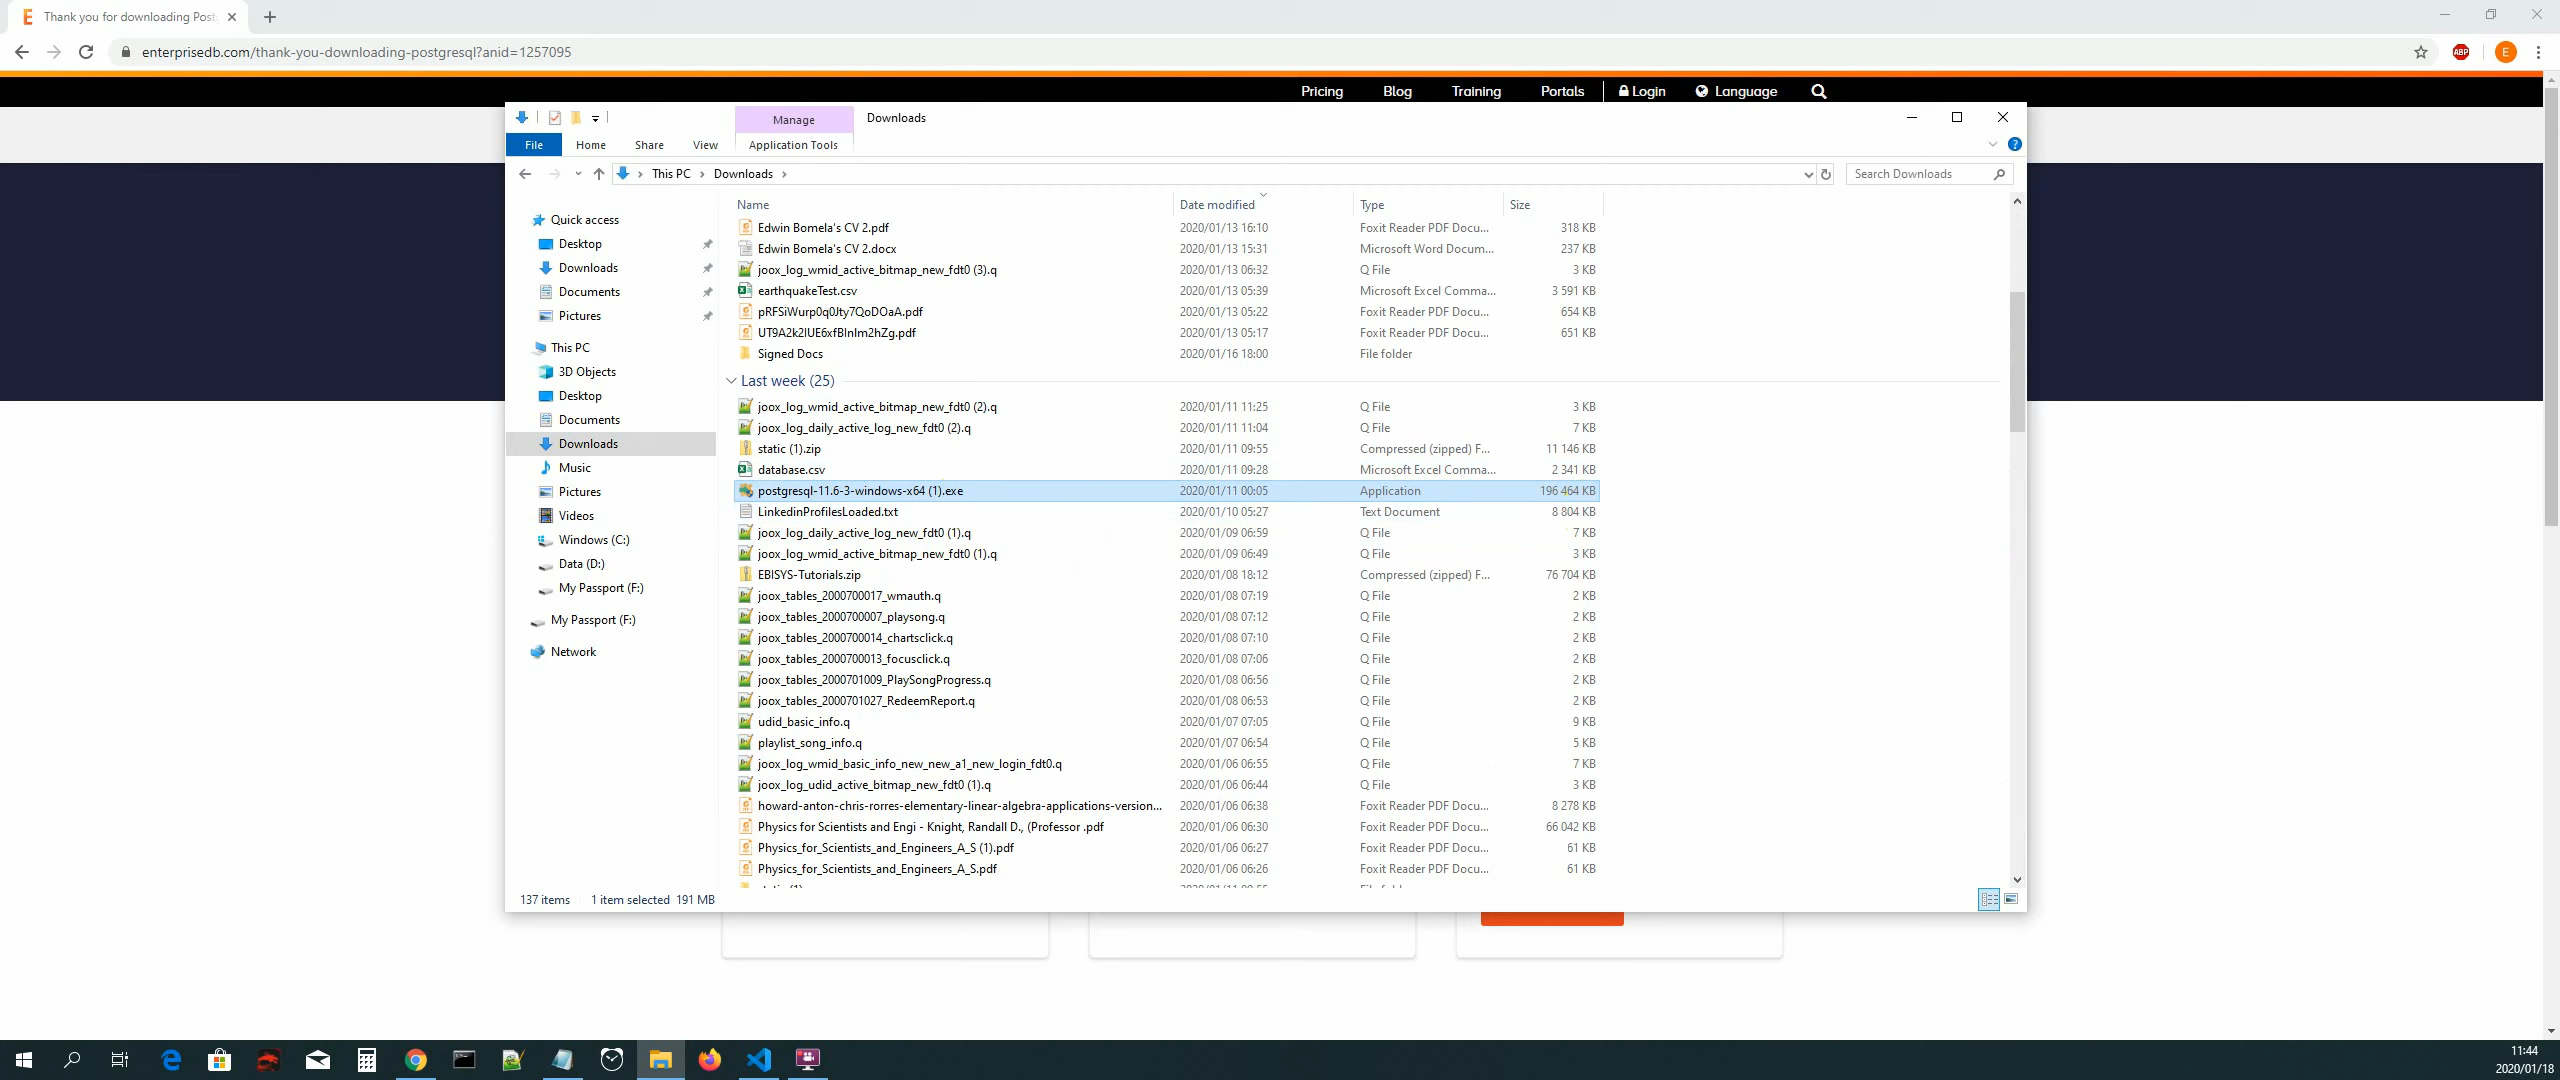 Thank you for downloading Post
enterprisedb.com/thank-you-downloading-postgresql?anid=1257095
ABP
E
Pricing
Blog
Training
Portals
Login
Language
Manage
Downloads
File
Home
Share
View
Application Tools
This PC > Downloads >
Search Downloads
Name Date modified Type Size
Quick access
Desktop
Downloads
Documents
Pictures
This PC
3D Objects
Desktop
Documents
Downloads
Music
Pictures
Videos
Windows (C:)
Data (D:)
My Passport (F:)
My Passport (F:)
Network
Edwin Bomela's CV 2.pdf 2020/01/13 16:10 Foxit Reader PDF Docu... 318 KB
Edwin Bomela's CV 2.docx 2020/01/13 15:31 Microsoft Word Docum... 237 KB
joox_log_wmid_active_bitmap_new_fdt0 (3).q 2020/01/13 06:32 Q File 3 KB
earthquakeTest.csv 2020/01/13 05:39 Microsoft Excel Comma... 3 591 KB
2020/01/13 05:22 Foxit Reader PDF Docu... 654 KB
2020/01/13 05:17 Foxit Reader PDF Docu... 651 KB
Signed Docs 2020/01/16 18:00 File folder
Last week (25)
joox_log_wmid_active_bitmap_new_fdt0 (2).q 2020/01/11 11:25 Q File 3 KB
joox_log_daily_active_log_new_fdt0 (2).q 2020/01/11 11:04 Q File 7 KB
static (1).zip 2020/01/11 09:55 Compressed (zipped) F... 11 146 KB
database.csv 2020/01/11 09:28 Microsoft Excel Comma... 2 341 KB
postgresql-11.6-3-windows-x64 (1).exe 2020/01/11 00:05 Application 196 464 KB
LinkedinProfilesLoaded.txt 2020/01/10 05:27 Text Document 8 804 KB
joox_log_daily_active_log_new_fdt0 (1).q 2020/01/09 06:59 Q File 7 KB
joox_log_wmid_active_bitmap_new_fdt0 (1).q 2020/01/09 06:49 Q File 3 KB
EBISYS-Tutorials.zip 2020/01/08 18:12 Compressed (zipped) F... 76 704 KB
joox_tables_2000700017_wmauth.q 2020/01/08 07:19 Q File 2 KB
joox_tables_2000700007_playsong.q 2020/01/08 07:12 Q File 2 KB
joox_tables_2000700014_chartsclick.q 2020/01/08 07:10 Q File 2 KB
joox_tables_2000700013_focusclick.q 2020/01/08 07:06 Q File 2 KB
joox_tables_2000701009_PlaySongProgress.q 2020/01/08 06:56 Q File 2 KB
joox_tables_2000701027_RedeemReport.q 2020/01/08 06:53 Q File 2 KB
udid_basic_info.q 2020/01/07 07:05 Q File 9 KB
playlist_song_info.q 2020/01/07 06:54 Q File 5 KB
joox_log_wmid_basic_info_new_new_a1_new_login_fdt0.q 2020/01/06 06:55 Q File 7 KB
joox_log_udid_active_bitmap_new_fdt0 (1).q 2020/01/06 06:44 Q File 3 KB
howard-anton-chris-rorres-elementary-linear-algebra-applications-version... 2020/01/06 06:38 Foxit Reader PDF Docu... 8 278 KB
Physics for Scientists and Engi - Knight, Randall D., (Professor .pdf 2020/01/06 06:30 Foxit Reader PDF Docu... 66 042 KB
Physics_for_Scientists_and_Engineers_A_S (1).pdf 2020/01/06 06:27 Foxit Reader PDF Docu... 61 KB
Physics_for_Scientists_and_Engineers_A_S.pdf 2020/01/06 06:26 Foxit Reader PDF Docu... 61 KB
137 items 1 item selected 191 MB
11:44
2020/01/18